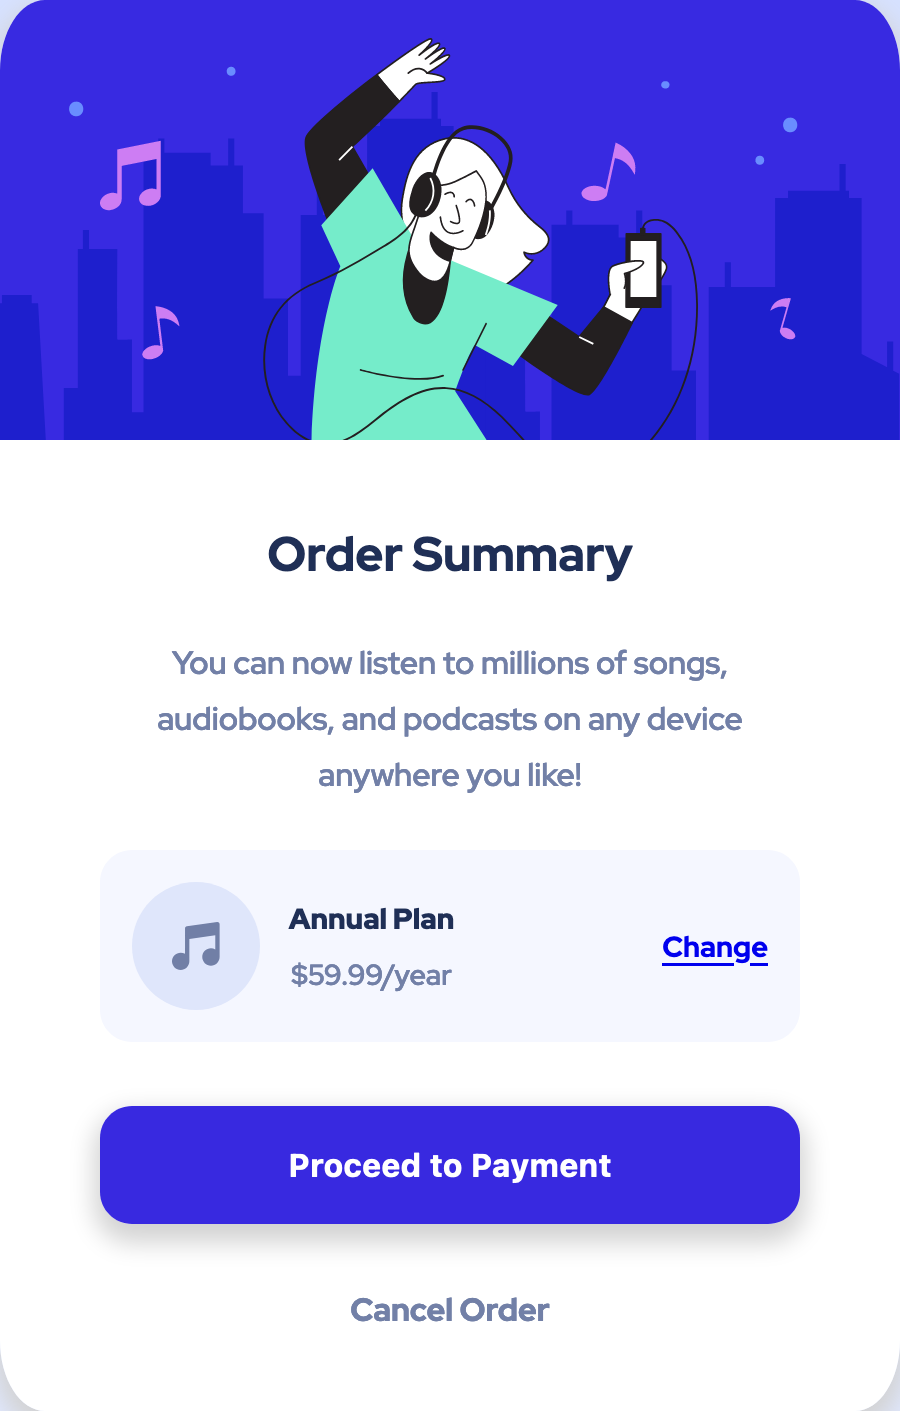 Order Summary
You can now listen to millions of songs,
audiobooks, and podcasts on any device
anywhere you like!
Annual Plan
$59.99/year
Change
Proceed to Payment
Cancel Order